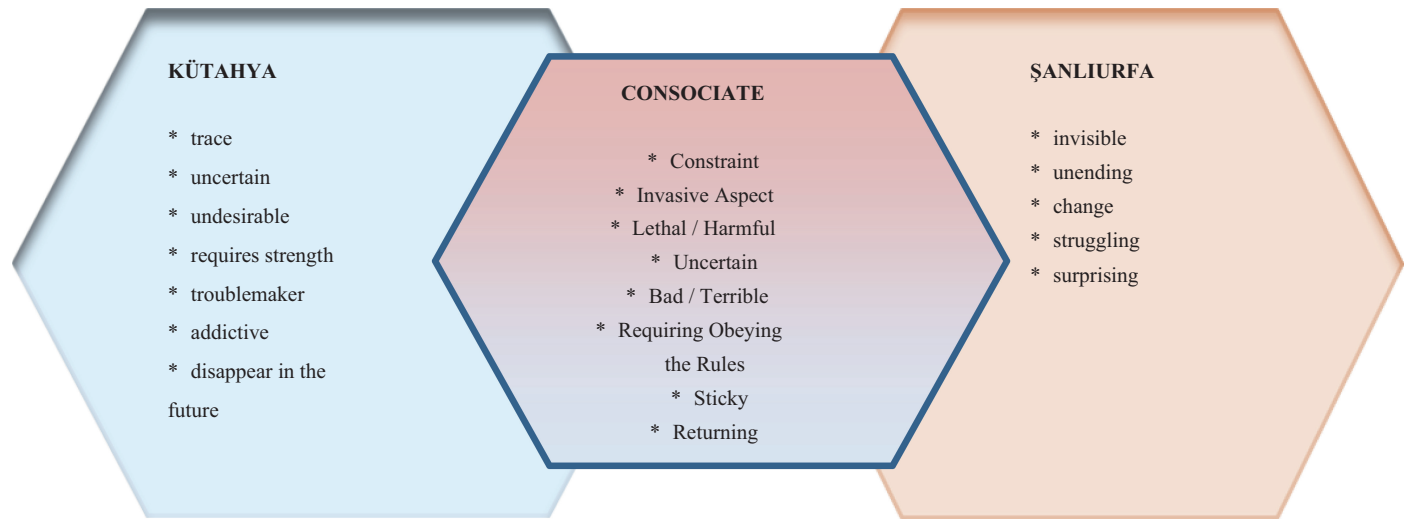 KÜTAHYA
* trace
* uncertain
* undesirable
* requires strength
* troublemaker
* addictive
* disappear in the
future
CONSOCIATE
* Constraint
* Invasive Aspect
* Lethal / Harmful
* Uncertain
* Bad / Terrible
* Requiring Obeying
the Rules
* Sticky
* Returning
ŞANLIURFA
* invisible
* unending
* change
* struggling
* surprising